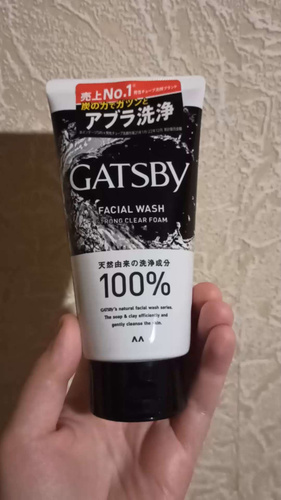 売上No.1
炭の力でガツンと
アブラ洗浄
GATSBY
FACIAL WASH
STRONG CLEAR FOAM
天然由来の洗浄成分
100%
GATSBY's natural facial wash series.
The soap & clay efficiently and
gently cleanse the skin.